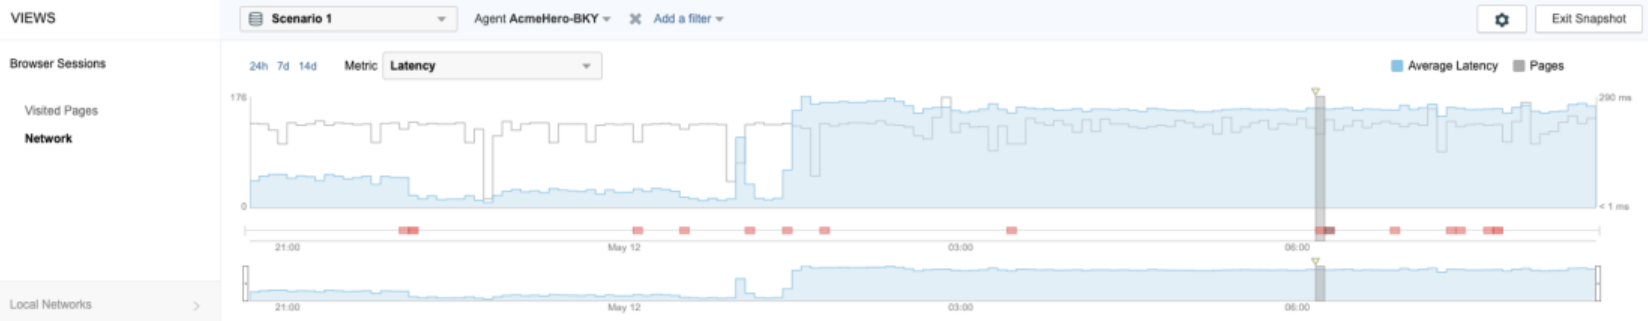 VIEWS
Scenario 1
Agent AcmeHero-BKY
Add a filter
Exit Snapshot
Browser Sessions
24h 7d 14d
Metric
Latency
Average Latency
Pages
Visited Pages
Network
176
290 ms
0
< 1 ms
21:00 May 12 03:00 06:00
Local Networks
21:00 May 12 03:00 06:00